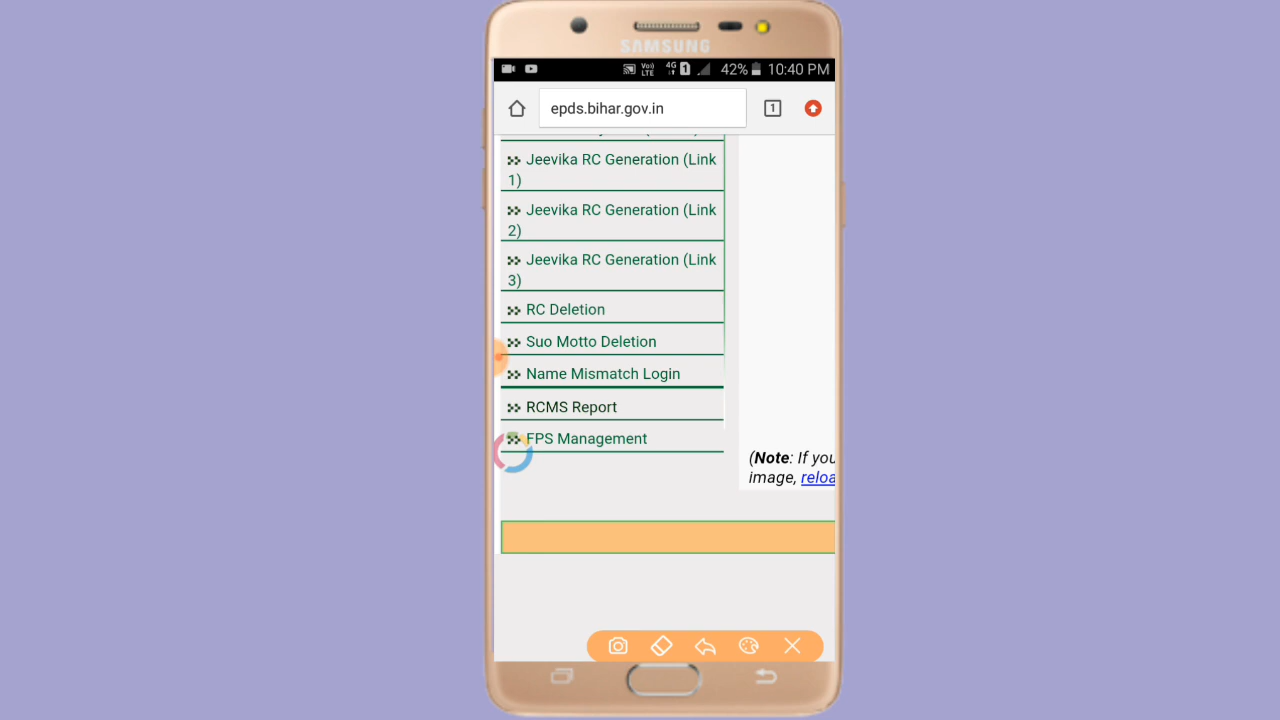 SAMSUNG
Vo)) LTE 4G 1 42% 10:40 PM
epds.bihar.gov.in
1
Jeevika RC Generation (Link
1)
Jeevika RC Generation (Link
2)
Jeevika RC Generation (Link
3)
RC Deletion
Suo Motto Deletion
Name Mismatch Login
RCMS Report
FPS Management
(Note: If you
image, reloa